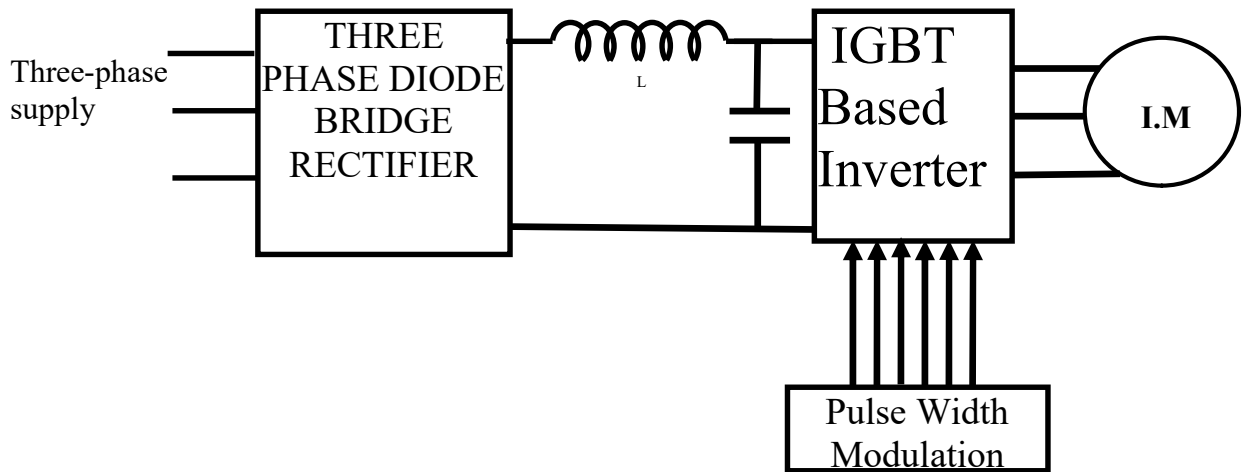 Three-phase
supply
THREE
PHASE DIODE
BRIDGE
RECTIFIER
L
IGBT
Based
Inverter
I.M
Pulse Width
Modulation